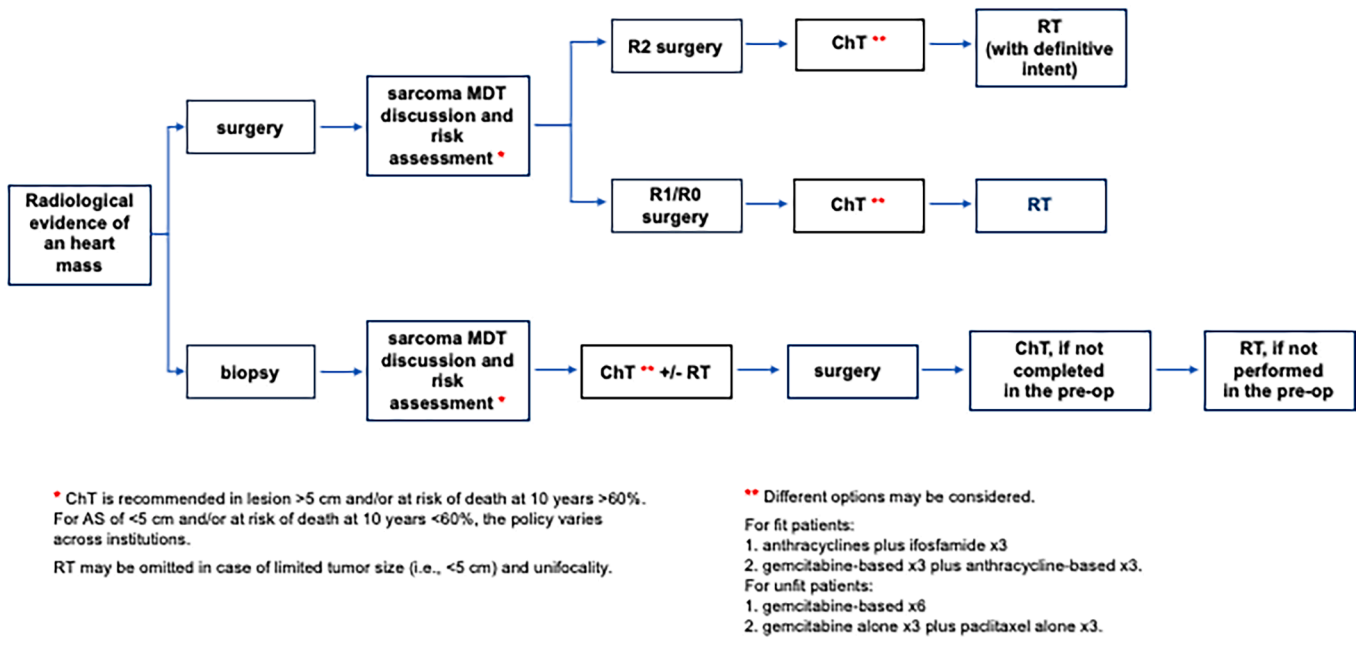 Radiological
evidence of
an heart
mass
surgery
sarcoma MDT
discussion and
risk
assessment *
R2 surgery
ChT **
RT
(with definitive
intent)
R1/R0
surgery
ChT **
RT
biopsy
sarcoma MDT
discussion and
risk
assessment *
ChT ** +/- RT
surgery
ChT, if not
completed
in the pre-op
RT, if not
performed
in the pre-op
* ChT is recommended in lesion >5 cm and/or at risk of death at 10 years >60%.
For AS of <5 cm and/or at risk of death at 10 years <60%, the policy varies
across institutions.
RT may be omitted in case of limited tumor size (i.e., <5 cm) and unifocality.
** Different options may be considered.
For fit patients:
1. anthracyclines plus ifosfamide x3
2. gemcitabine-based x3 plus anthracycline-based x3.
For unfit patients:
1. gemcitabine-based x6
2. gemcitabine alone x3 plus paclitaxel alone x3.